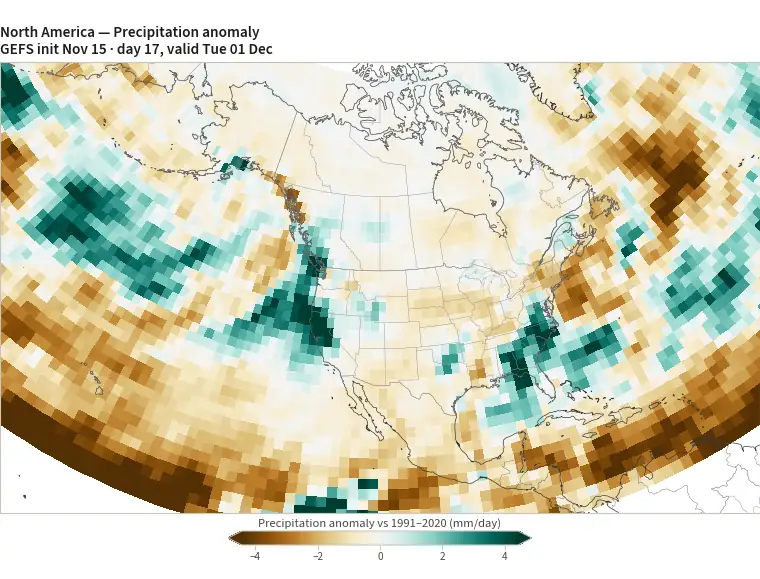 North America — Precipitation anomaly
GEFS init Nov 15 · day 17, valid Tue 01 Dec
Precipitation anomaly vs 1991–2020 (mm/day)
−4 −2 0 2 4